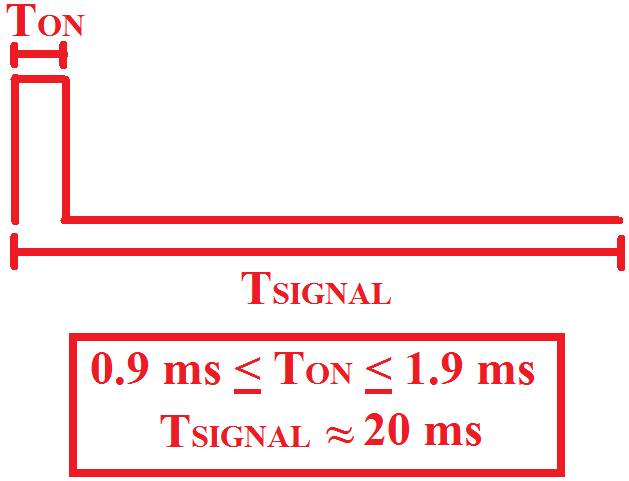 TON
TSIGNAL
0.9 ms ≤ TON ≤ 1.9 ms
TSIGNAL ≈ 20 ms